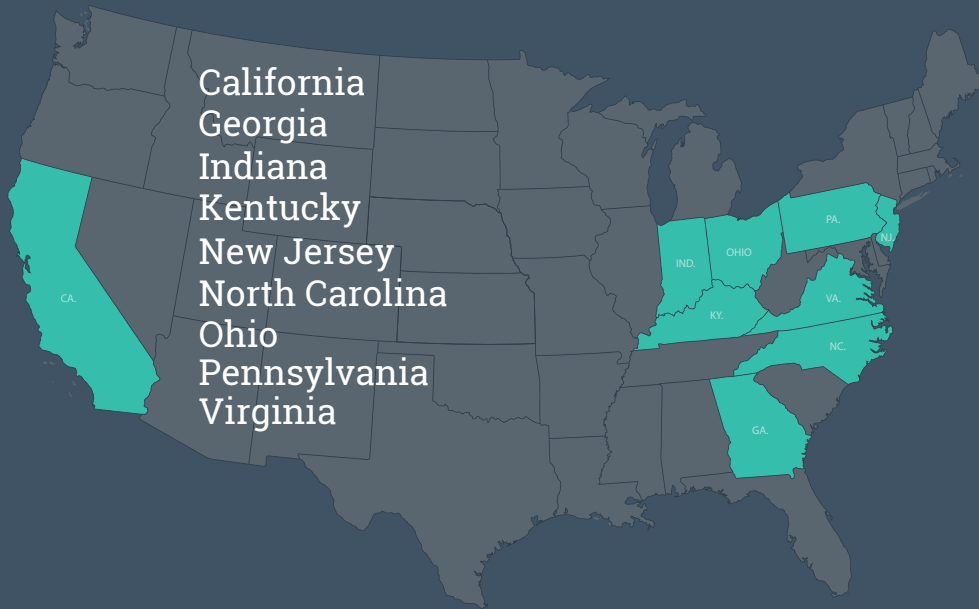 California
Georgia
Indiana
Kentucky
New Jersey
North Carolina
Ohio
Pennsylvania
Virginia
CA.
IND.
OHIO
PA.
NJ.
KY.
VA.
NC.
GA.